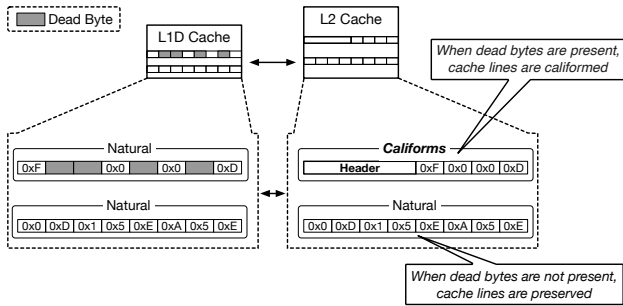 Dead Byte
L1D Cache
L2 Cache
When dead bytes are present,
cache lines are califormed
Natural
0xF 0x0 0x0 0xD
Natural
0x0 0xD 0x1 0x5 0xE 0xA 0x5 0xE
Califorms
Header 0xF 0x0 0x0 0xD
Natural
0x0 0xD 0x1 0x5 0xE 0xA 0x5 0xE
When dead bytes are not present,
cache lines are preserved